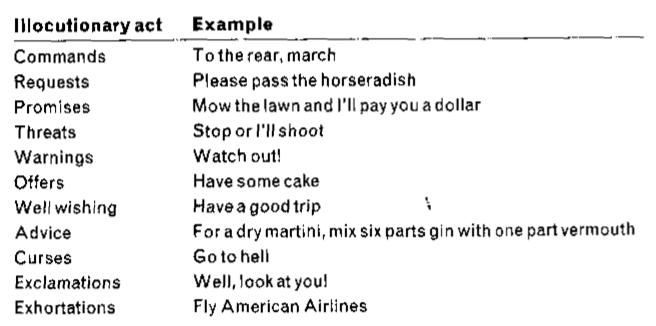 Illocutionary act Example
Commands To the rear, march
Requests Please pass the horseradish
Promises Mow the lawn and I'll pay you a dollar
Threats Stop or I'll shoot
Warnings Watch out!
Offers Have some cake
Well wishing Have a good trip
Advice For a dry martini, mix six parts gin with one part vermouth
Curses Go to hell
Exclamations Well, look at you!
Exhortations Fly American Airlines